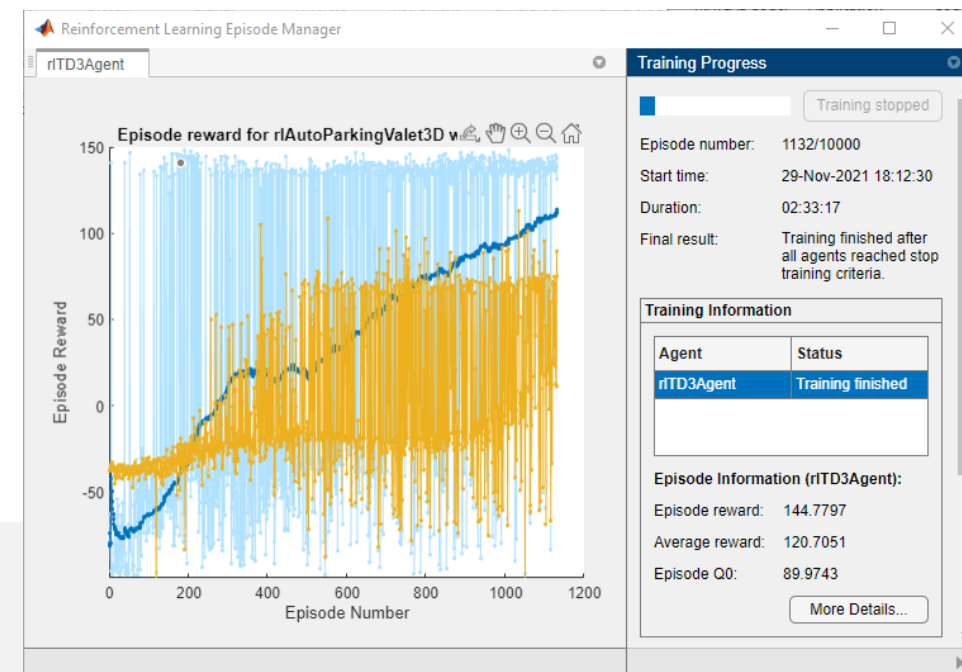 Reinforcement Learning Episode Manager
rlTD3Agent
Training Progress
Episode reward for rlAutoParkingValet3D w
150
100
50
0
-50
0
200
400
600
800
1000
1200
Episode Reward
Episode Number
Training stopped
Episode number: 1132/10000
Start time: 29-Nov-2021 18:12:30
Duration: 02:33:17
Final result: Training finished after
all agents reached stop
training criteria.
Training Information
Agent Status
rlTD3Agent Training finished
Episode Information (rlTD3Agent):
Episode reward: 144.7797
Average reward: 120.7051
Episode Q0: 89.9743
More Details...